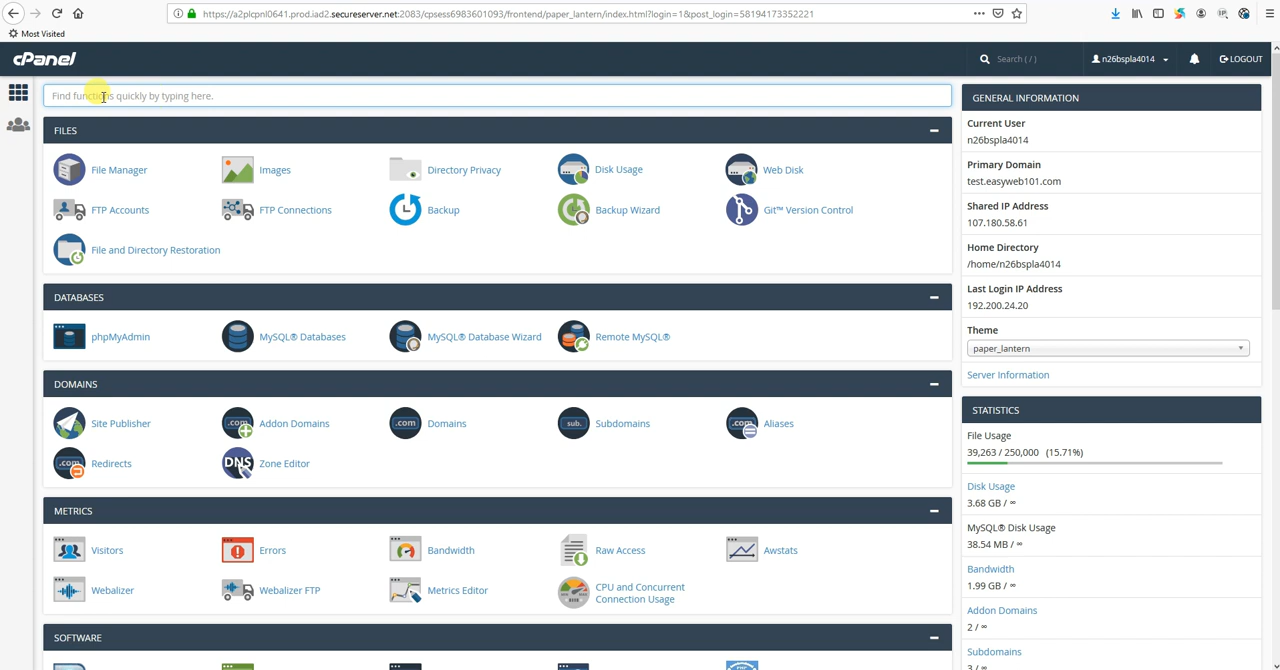 https://a2plcpnl0641.prod.iad2.secureserver.net:2083/cpsess6983601093/frontend/paper_lantern/index.html?login=1&post_login=58194173352221
Most Visited
cPanel
Search ( / )
n26bspla4014
LOGOUT
Find functions quickly by typing here.
FILES
File Manager
Images
Directory Privacy
Disk Usage
Web Disk
FTP Accounts
FTP Connections
Backup
Backup Wizard
Git™ Version Control
File and Directory Restoration
DATABASES
phpMyAdmin
MySQL® Databases
MySQL® Database Wizard
Remote MySQL®
DOMAINS
.com
.com
sub.
.com
Site Publisher
Addon Domains
Domains
Subdomains
Aliases
.com
DNS
Redirects
Zone Editor
METRICS
Visitors
Errors
Bandwidth
Raw Access
Awstats
Webalizer
Webalizer FTP
Metrics Editor
CPU and Concurrent
Connection Usage
SOFTWARE
GENERAL INFORMATION
Current User
n26bspla4014
Primary Domain
test.easyweb101.com
Shared IP Address
107.180.58.61
Home Directory
/home/n26bspla4014
Last Login IP Address
192.200.24.20
Theme
paper_lantern
Server Information
STATISTICS
File Usage
39,263 / 250,000 (15.71%)
Disk Usage
3.68 GB / ∞
MySQL® Disk Usage
38.54 MB / ∞
Bandwidth
1.99 GB / ∞
Addon Domains
2 / ∞
Subdomains
3 / ∞